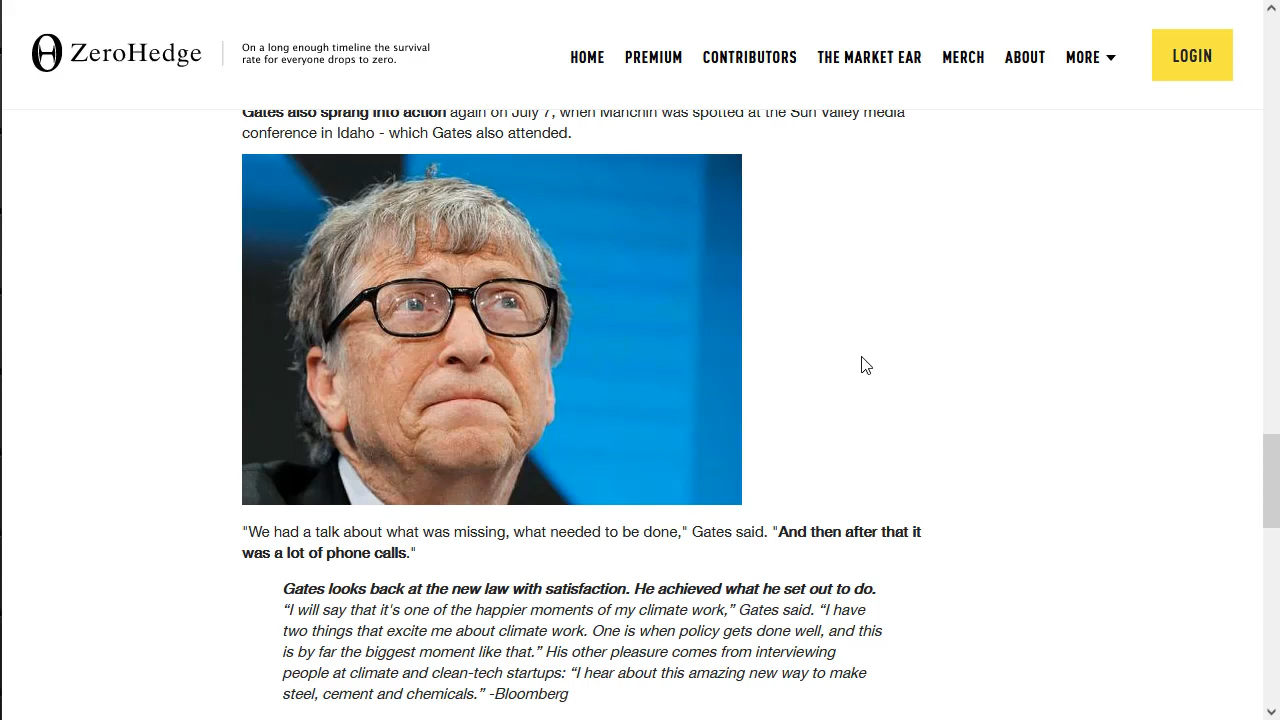 ZeroHedge
On a long enough timeline the survival
rate for everyone drops to zero.
HOME PREMIUM CONTRIBUTORS THE MARKET EAR MERCH ABOUT MORE
LOGIN
Gates also sprang into action again on July 7, when Manchin was spotted at the Sun Valley media
conference in Idaho - which Gates also attended.
"We had a talk about what was missing, what needed to be done," Gates said. "And then after that it
was a lot of phone calls."
Gates looks back at the new law with satisfaction. He achieved what he set out to do.
“I will say that it's one of the happier moments of my climate work,” Gates said. “I have
two things that excite me about climate work. One is when policy gets done well, and this
is by far the biggest moment like that.” His other pleasure comes from interviewing
people at climate and clean-tech startups: “I hear about this amazing new way to make
steel, cement and chemicals.” -Bloomberg